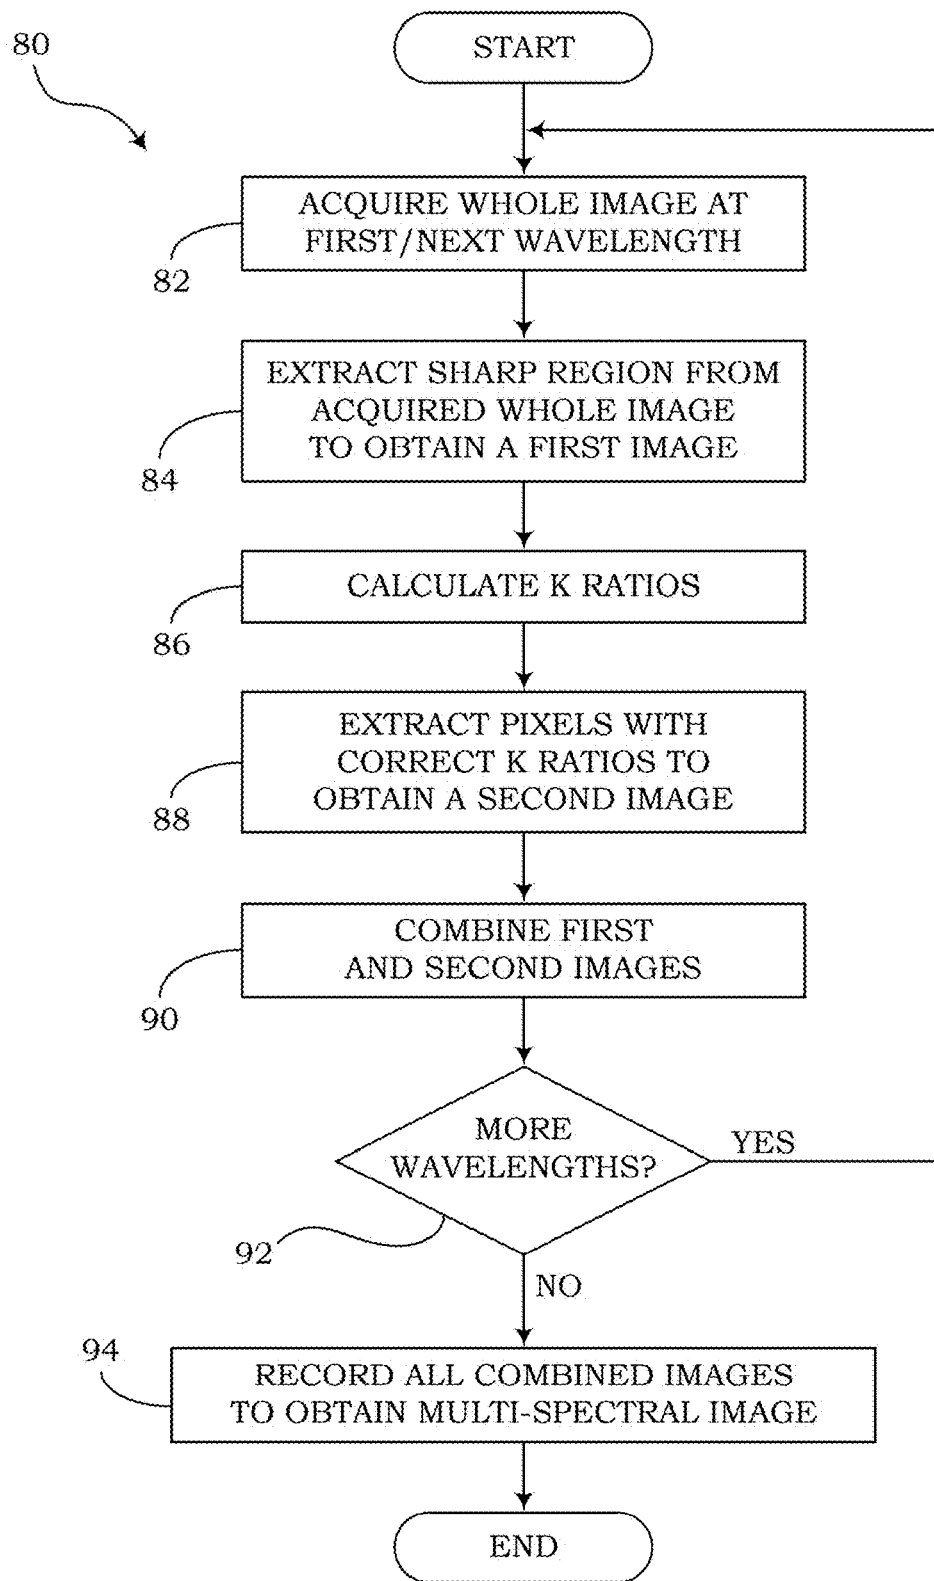 80
START
ACQUIRE WHOLE IMAGE AT
FIRST/NEXT WAVELENGTH
82
EXTRACT SHARP REGION FROM
ACQUIRED WHOLE IMAGE
TO OBTAIN A FIRST IMAGE
84
CALCULATE K RATIOS
86
EXTRACT PIXELS WITH
CORRECT K RATIOS TO
OBTAIN A SECOND IMAGE
88
COMBINE FIRST
AND SECOND IMAGES
90
MORE
WAVELENGTHS?
YES
92
NO
94
RECORD ALL COMBINED IMAGES
TO OBTAIN MULTI-SPECTRAL IMAGE
END